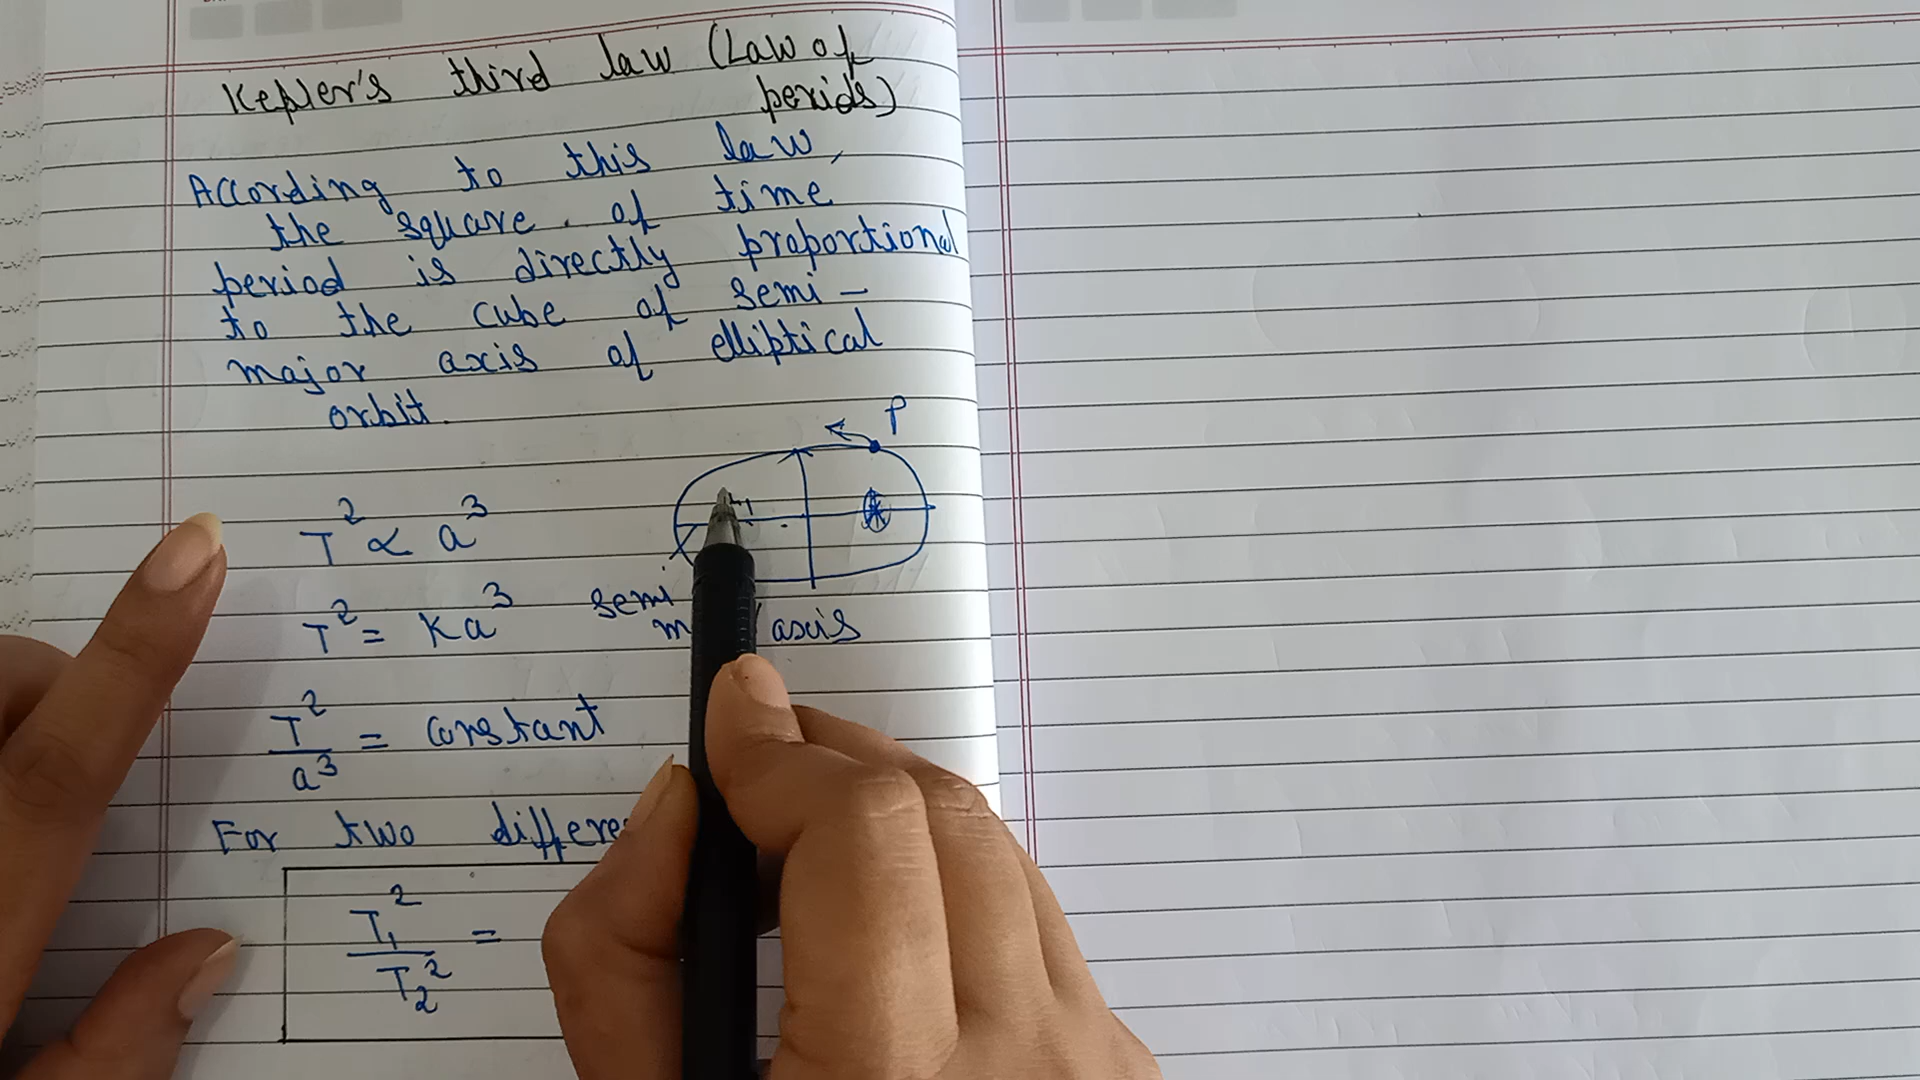 Kepler's third law (Law of
periods)
According to this law,
the square of time
period is directly proportional
to the cube of semi-
major axis of elliptical
orbit.
P
T² ∝ a³
T² = Ka³
semi
axis
T²/a³ = constant
For two
T₁²/T₂² =